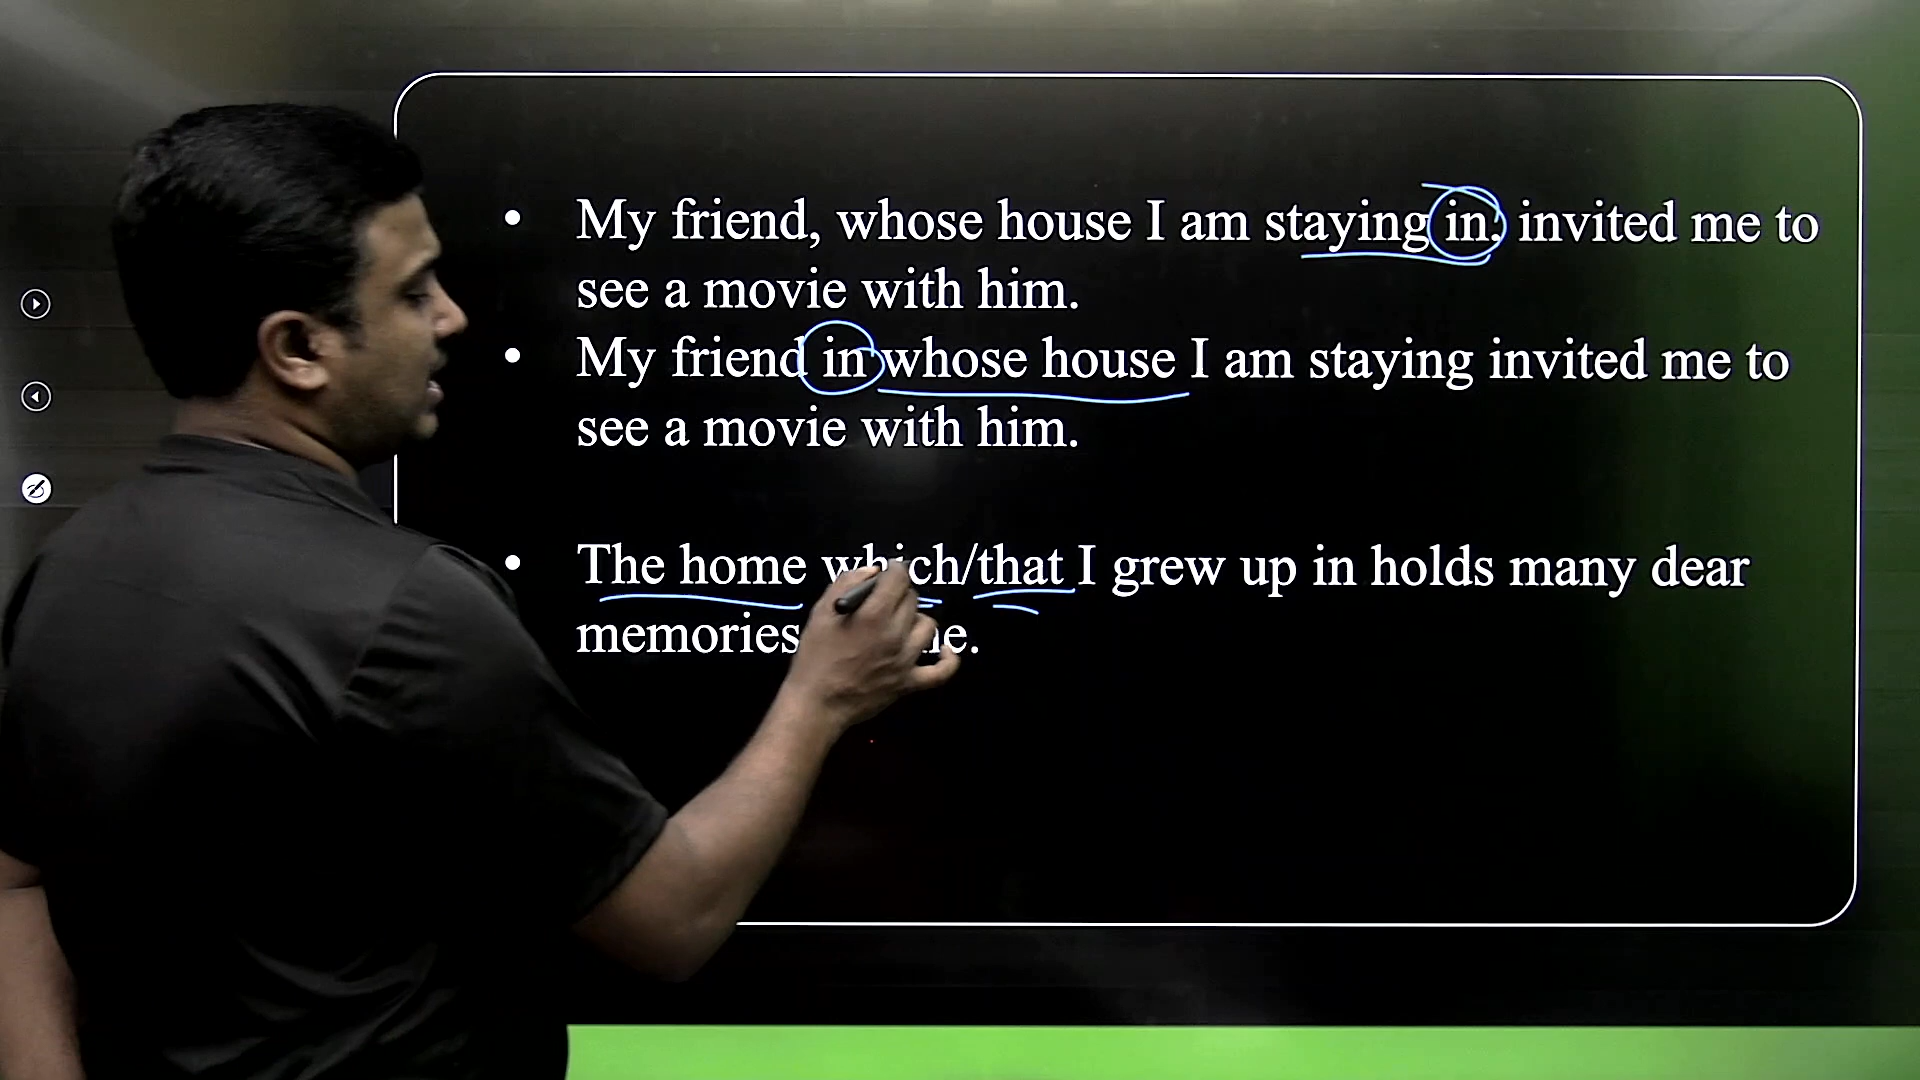 • My friend, whose house I am staying in, invited me to
see a movie with him.
• My friend in whose house I am staying invited me to
see a movie with him.
• The home which/that I grew up in holds many dear
memories